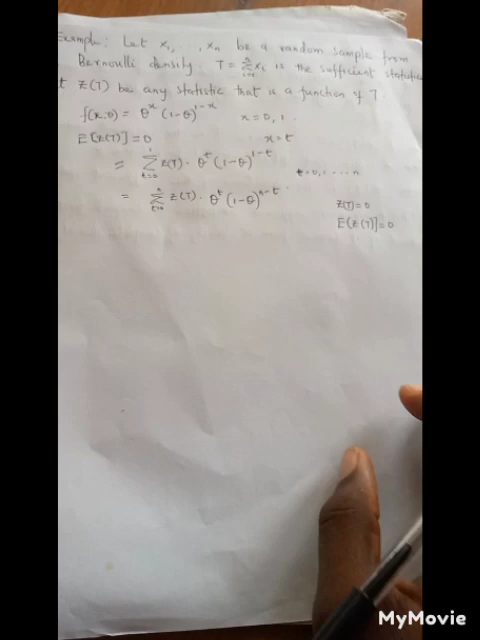 Example: Let X₁, , Xn be a random sample from
Bernoulli density. T = Σᵢ₌₁ⁿ Xᵢ is the sufficient statistic
t Z(T) be any statistic that is a function of T
f(x;θ) = θˣ (1-θ)¹⁻ˣ x = 0, 1.
E[Z(T)] = 0 x = t
= Σₜ₌₀¹ Z(T) · θᵗ (1-θ)¹⁻ᵗ t = 0, 1 ---- n
= Σₜ₌₀ⁿ Z(T) · θᵗ (1-θ)ⁿ⁻ᵗ
Z(T) = 0
E[Z(T)] = 0
MyMovie